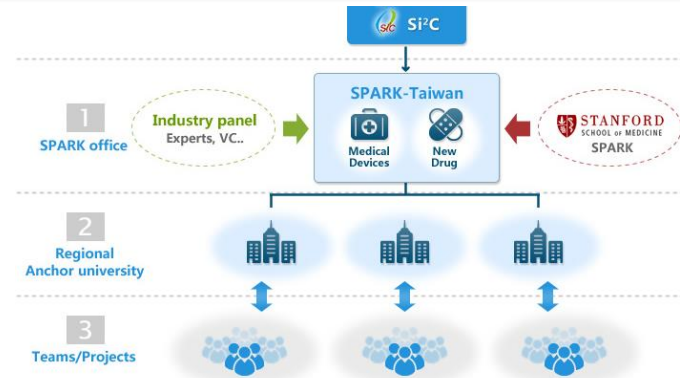 SIC Si²C
SPARK-Taiwan
Medical
Devices
New
Drug
1
SPARK office
Industry panel
Experts, VC..
STANFORD
SCHOOL OF MEDICINE
SPARK
2
Regional
Anchor university
3
Teams/Projects